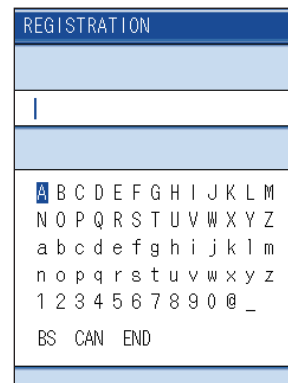 REGISTRATION
A B C D E F G H I J K L M
N O P Q R S T U V W X Y Z
a b c d e f g h i j k l m
n o p q r s t u v w x y z
1 2 3 4 5 6 7 8 9 0 @ _
BS CAN END